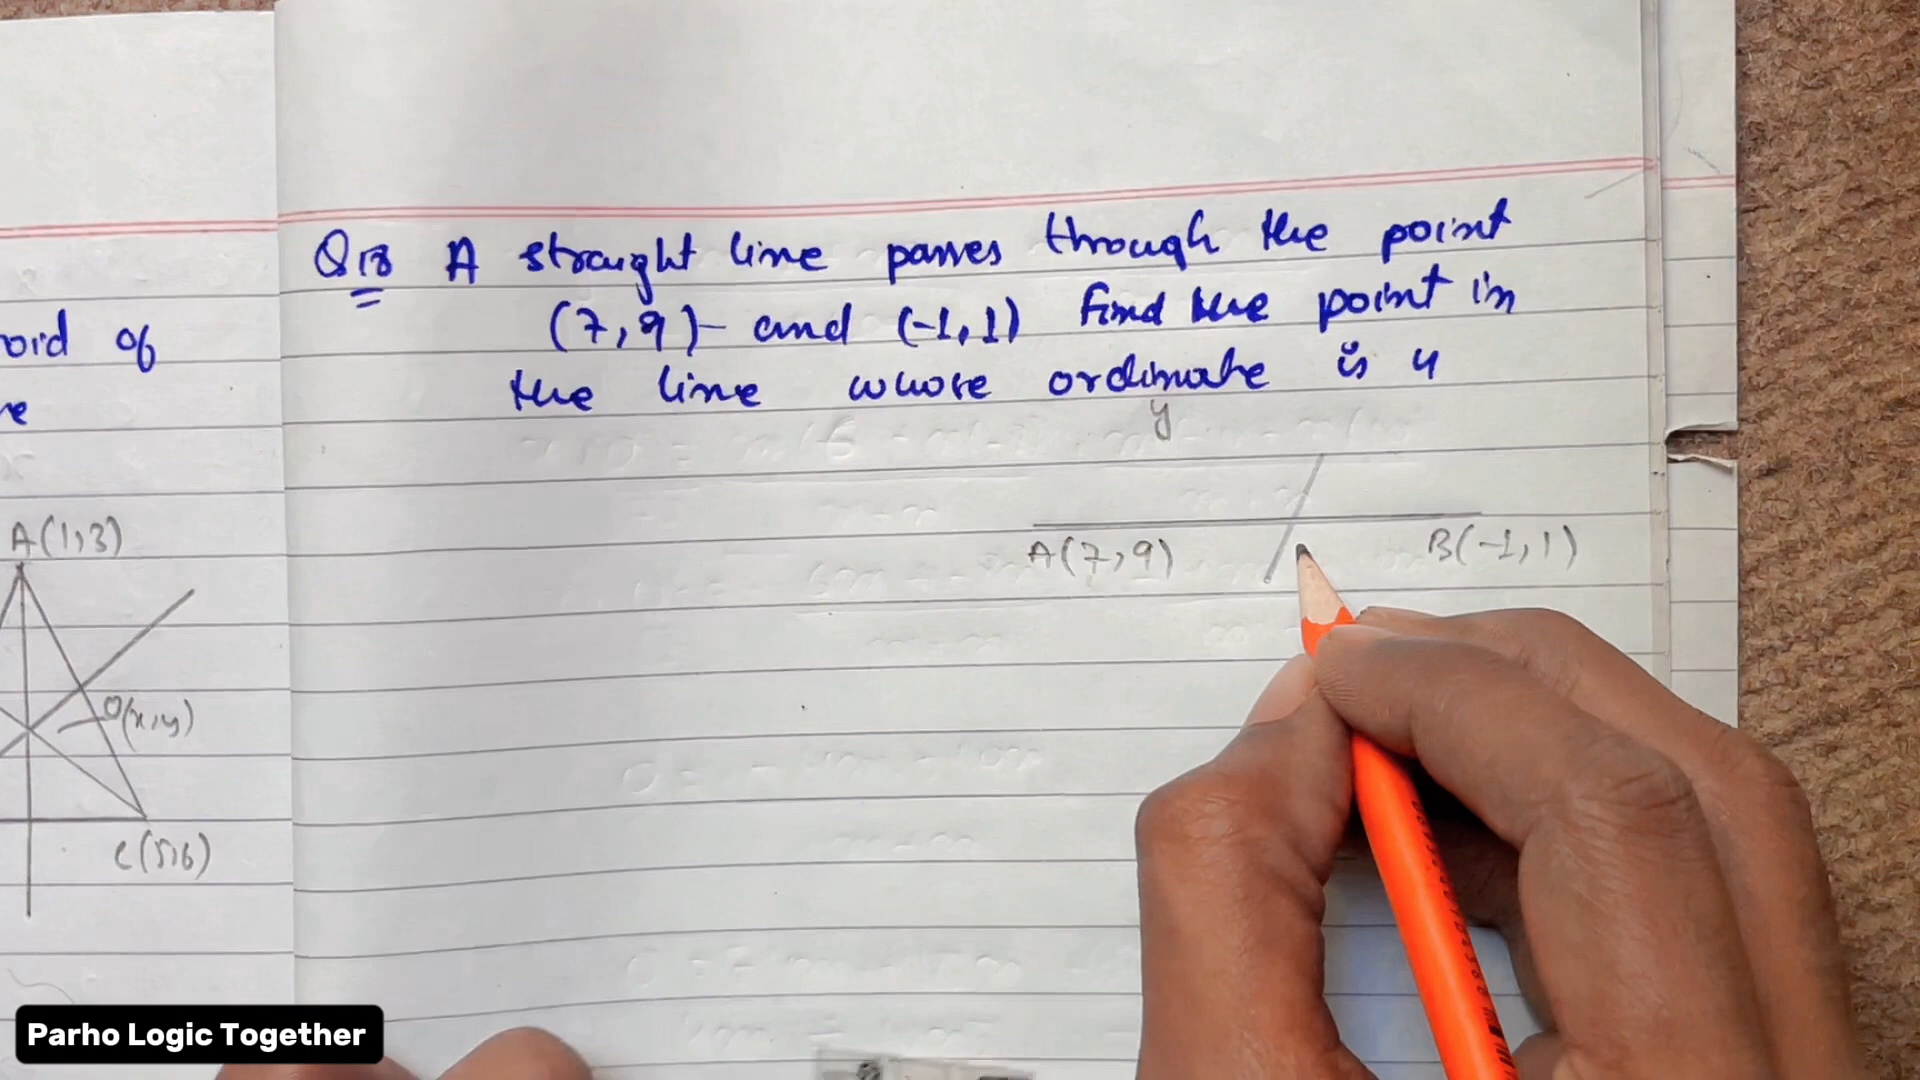 oid of
A(1,3)
O(x,y)
C(5,6)
Q18 A straight line passes through the point
(7,9) and (-1,1) Find the point in
the line whose ordinate is 4
y
A(7,9) B(-1,1)
Parho Logic Together